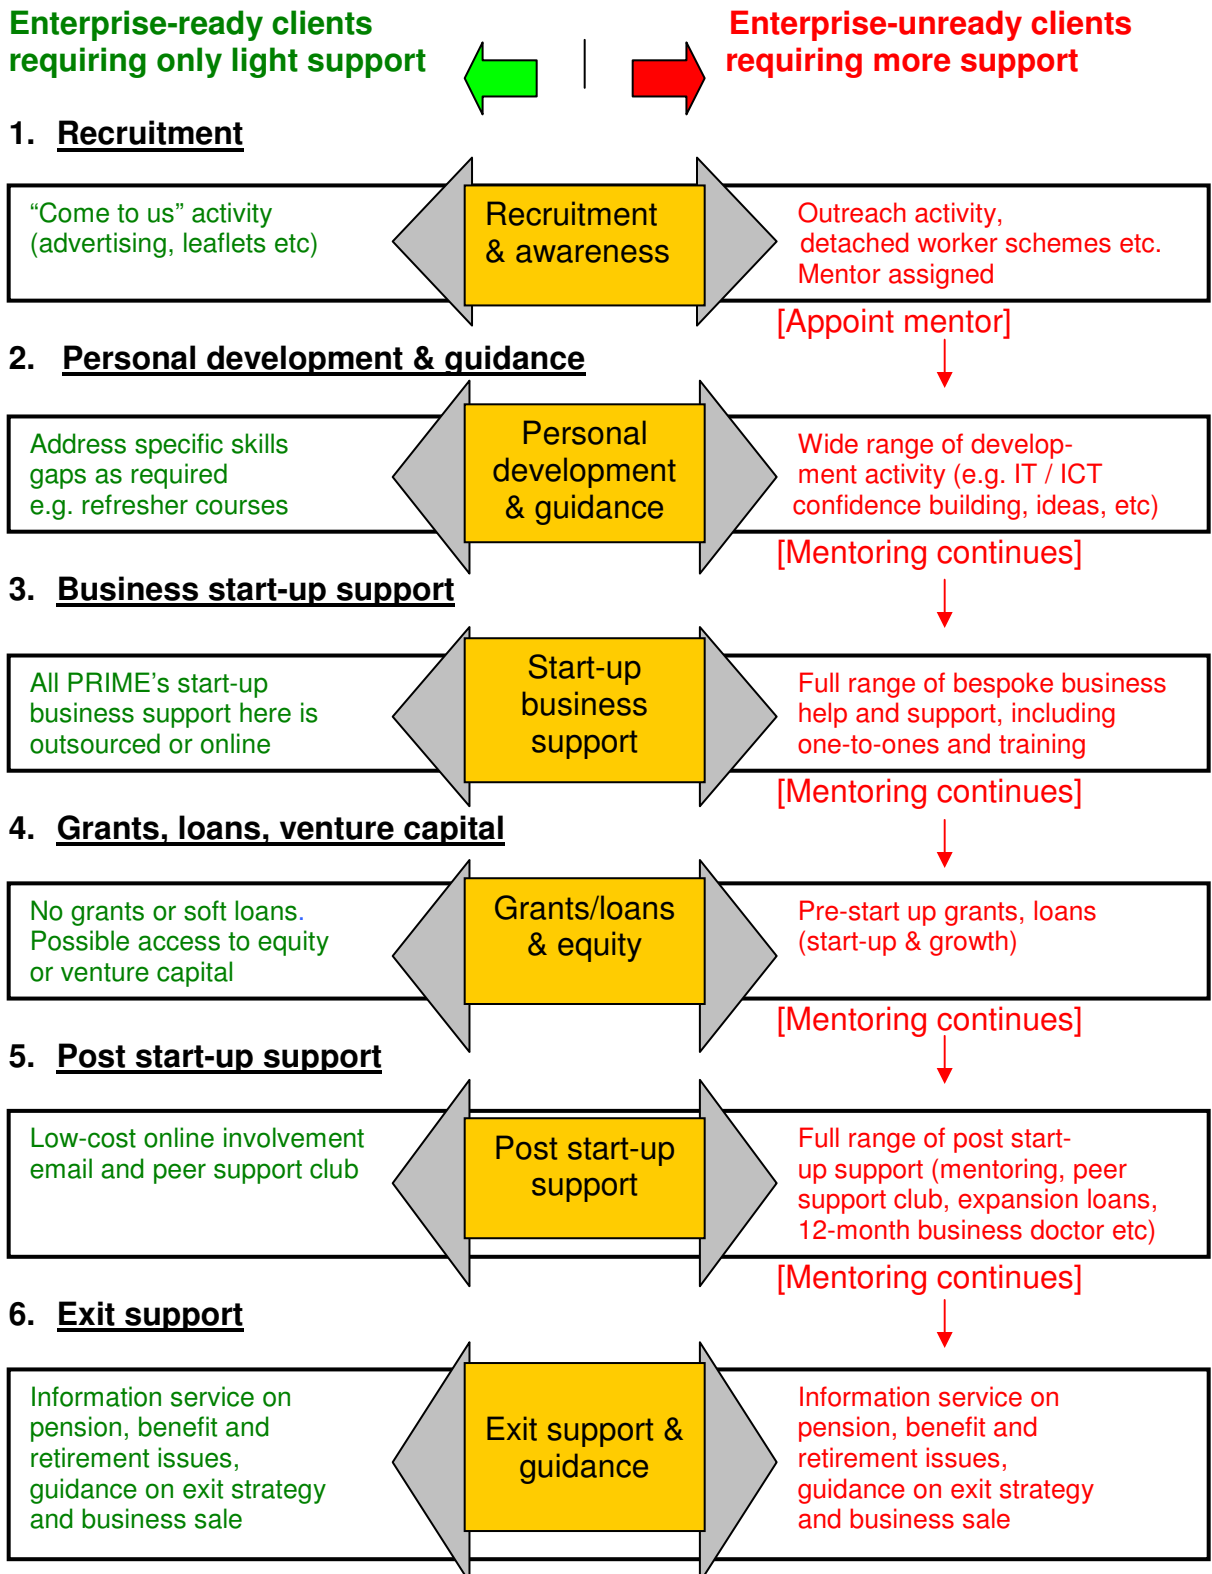 Enterprise-ready clients
requiring only light support
Enterprise-unready clients
requiring more support
1. Recruitment
“Come to us” activity
(advertising, leaflets etc)
Recruitment
& awareness
Outreach activity,
detached worker schemes etc.
Mentor assigned
[Appoint mentor]
2. Personal development & guidance
Address specific skills
gaps as required
e.g. refresher courses
Personal
development
& guidance
Wide range of develop-
ment activity (e.g. IT / ICT
confidence building, ideas, etc)
[Mentoring continues]
3. Business start-up support
All PRIME’s start-up
business support here is
outsourced or online
Start-up
business
support
Full range of bespoke business
help and support, including
one-to-ones and training
[Mentoring continues]
4. Grants, loans, venture capital
No grants or soft loans.
Possible access to equity
or venture capital
Grants/loans
& equity
Pre-start up grants, loans
(start-up & growth)
[Mentoring continues]
5. Post start-up support
Low-cost online involvement
email and peer support club
Post start-up
support
Full range of post start-
up support (mentoring, peer
support club, expansion loans,
12-month business doctor etc)
[Mentoring continues]
6. Exit support
Information service on
pension, benefit and
retirement issues,
guidance on exit strategy
and business sale
Exit support &
guidance
Information service on
pension, benefit and
retirement issues,
guidance on exit strategy
and business sale